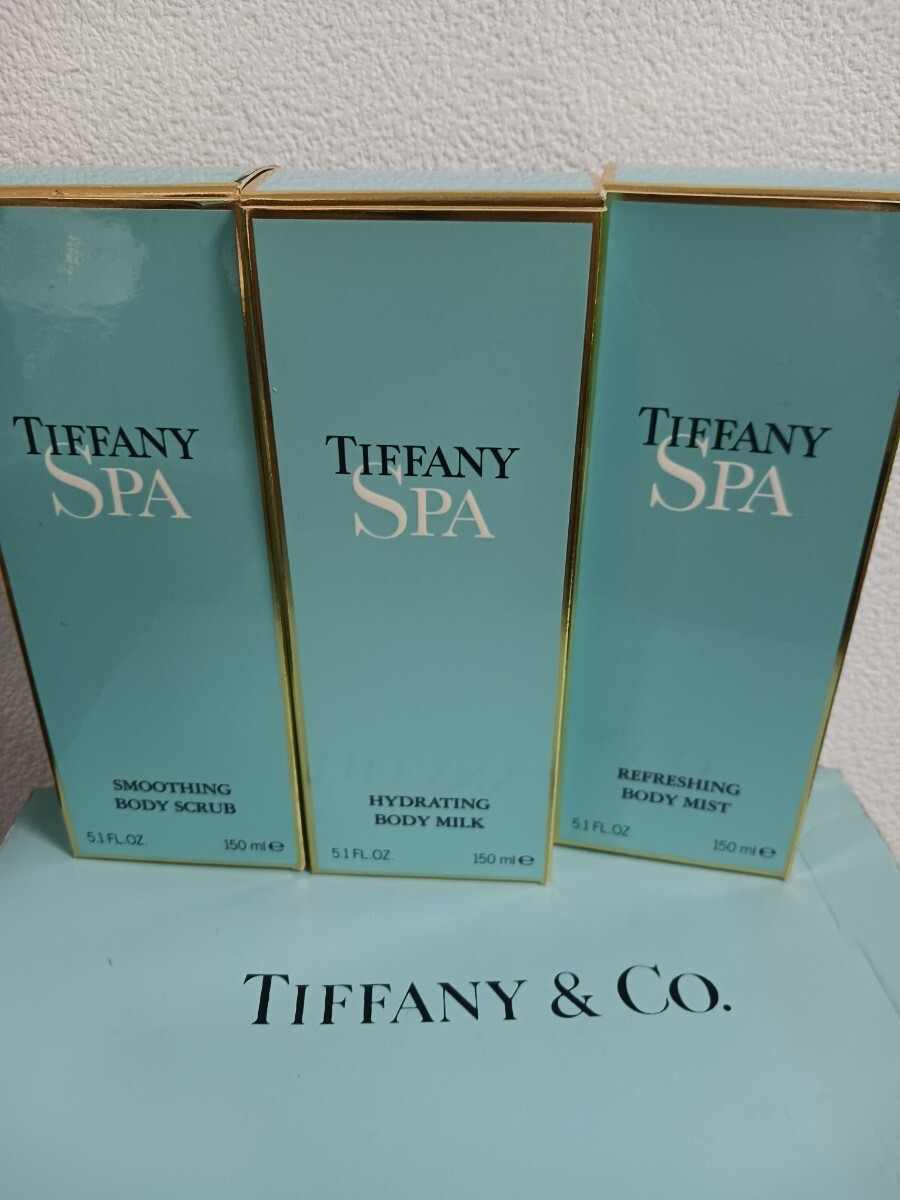 TIFFANY
SPA
SMOOTHING
BODY SCRUB
5.1 FL.OZ. 150 ml ℮
TIFFANY
SPA
HYDRATING
BODY MILK
5.1 FL.OZ. 150 ml ℮
TIFFANY
SPA
REFRESHING
BODY MIST
5.1 FL.OZ. 150 ml ℮
TIFFANY & CO.